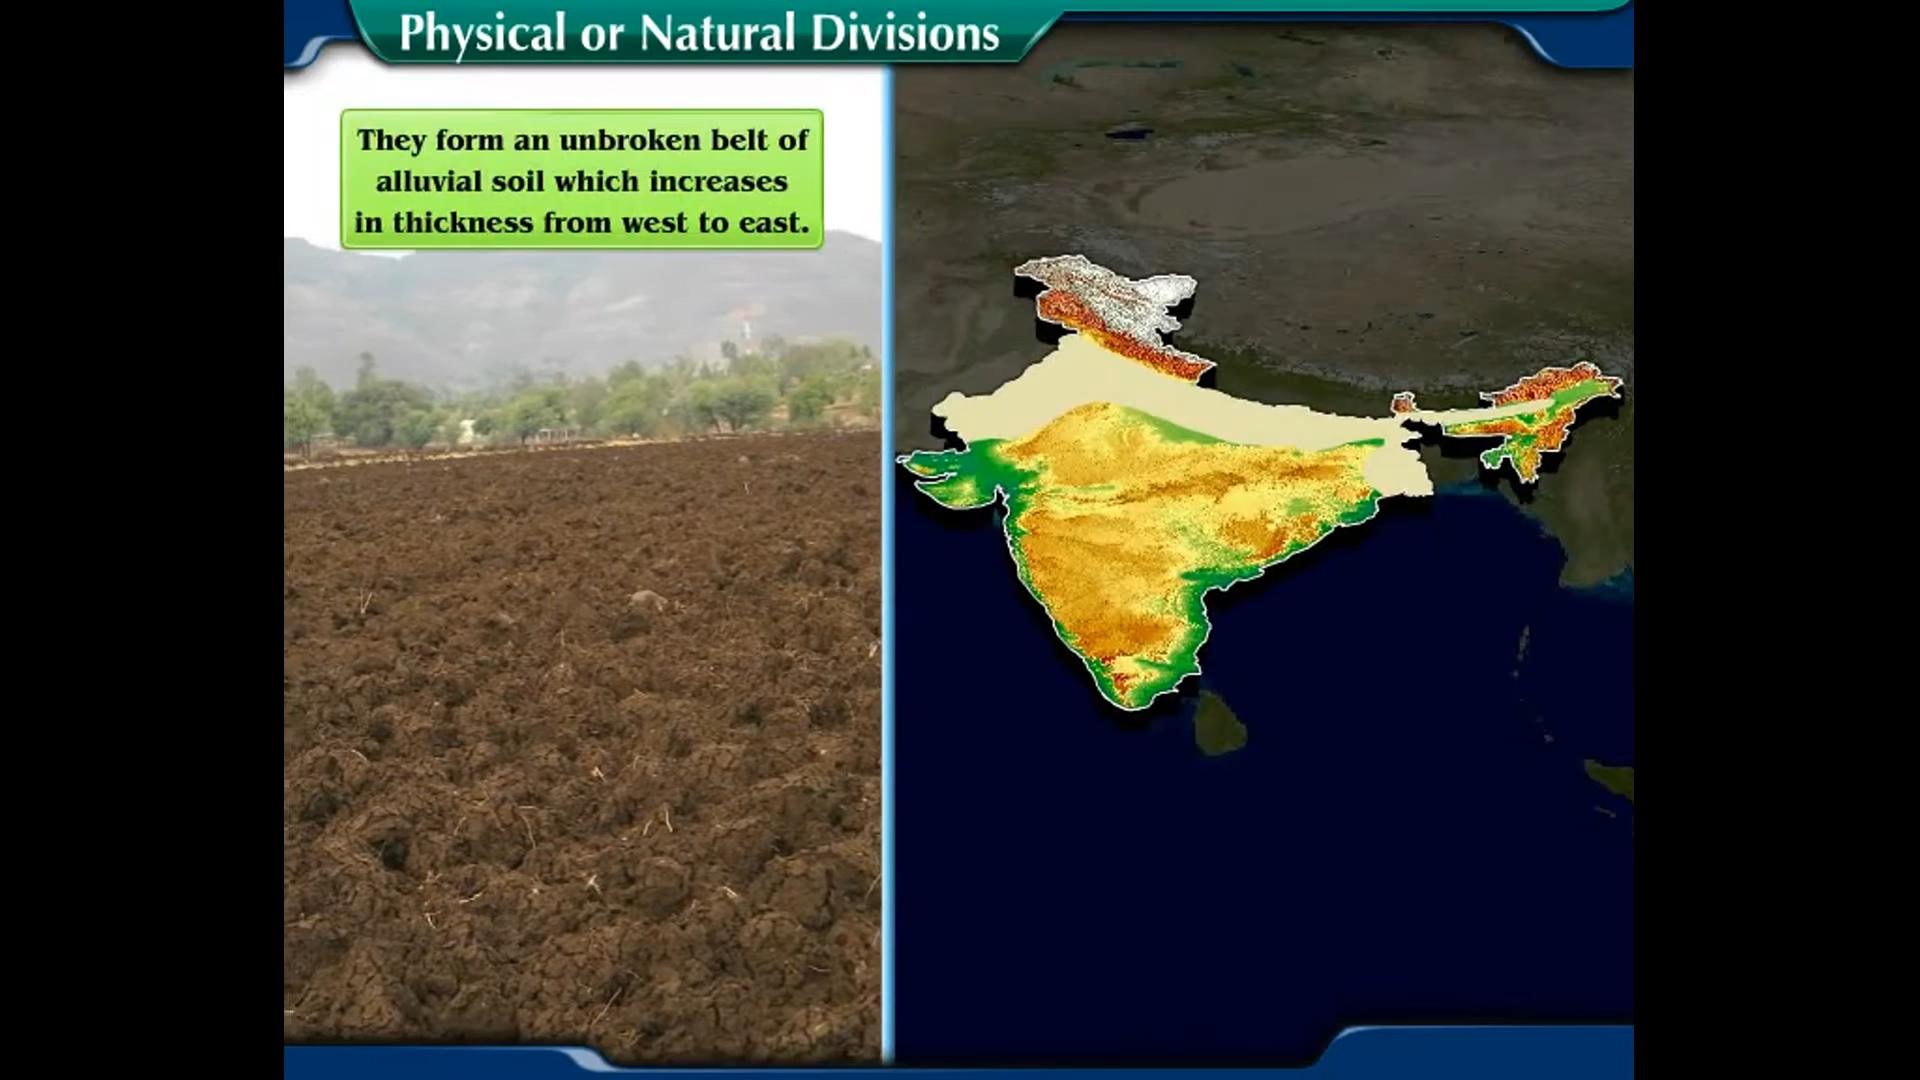 Physical or Natural Divisions
They form an unbroken belt of
alluvial soil which increases
in thickness from west to east.